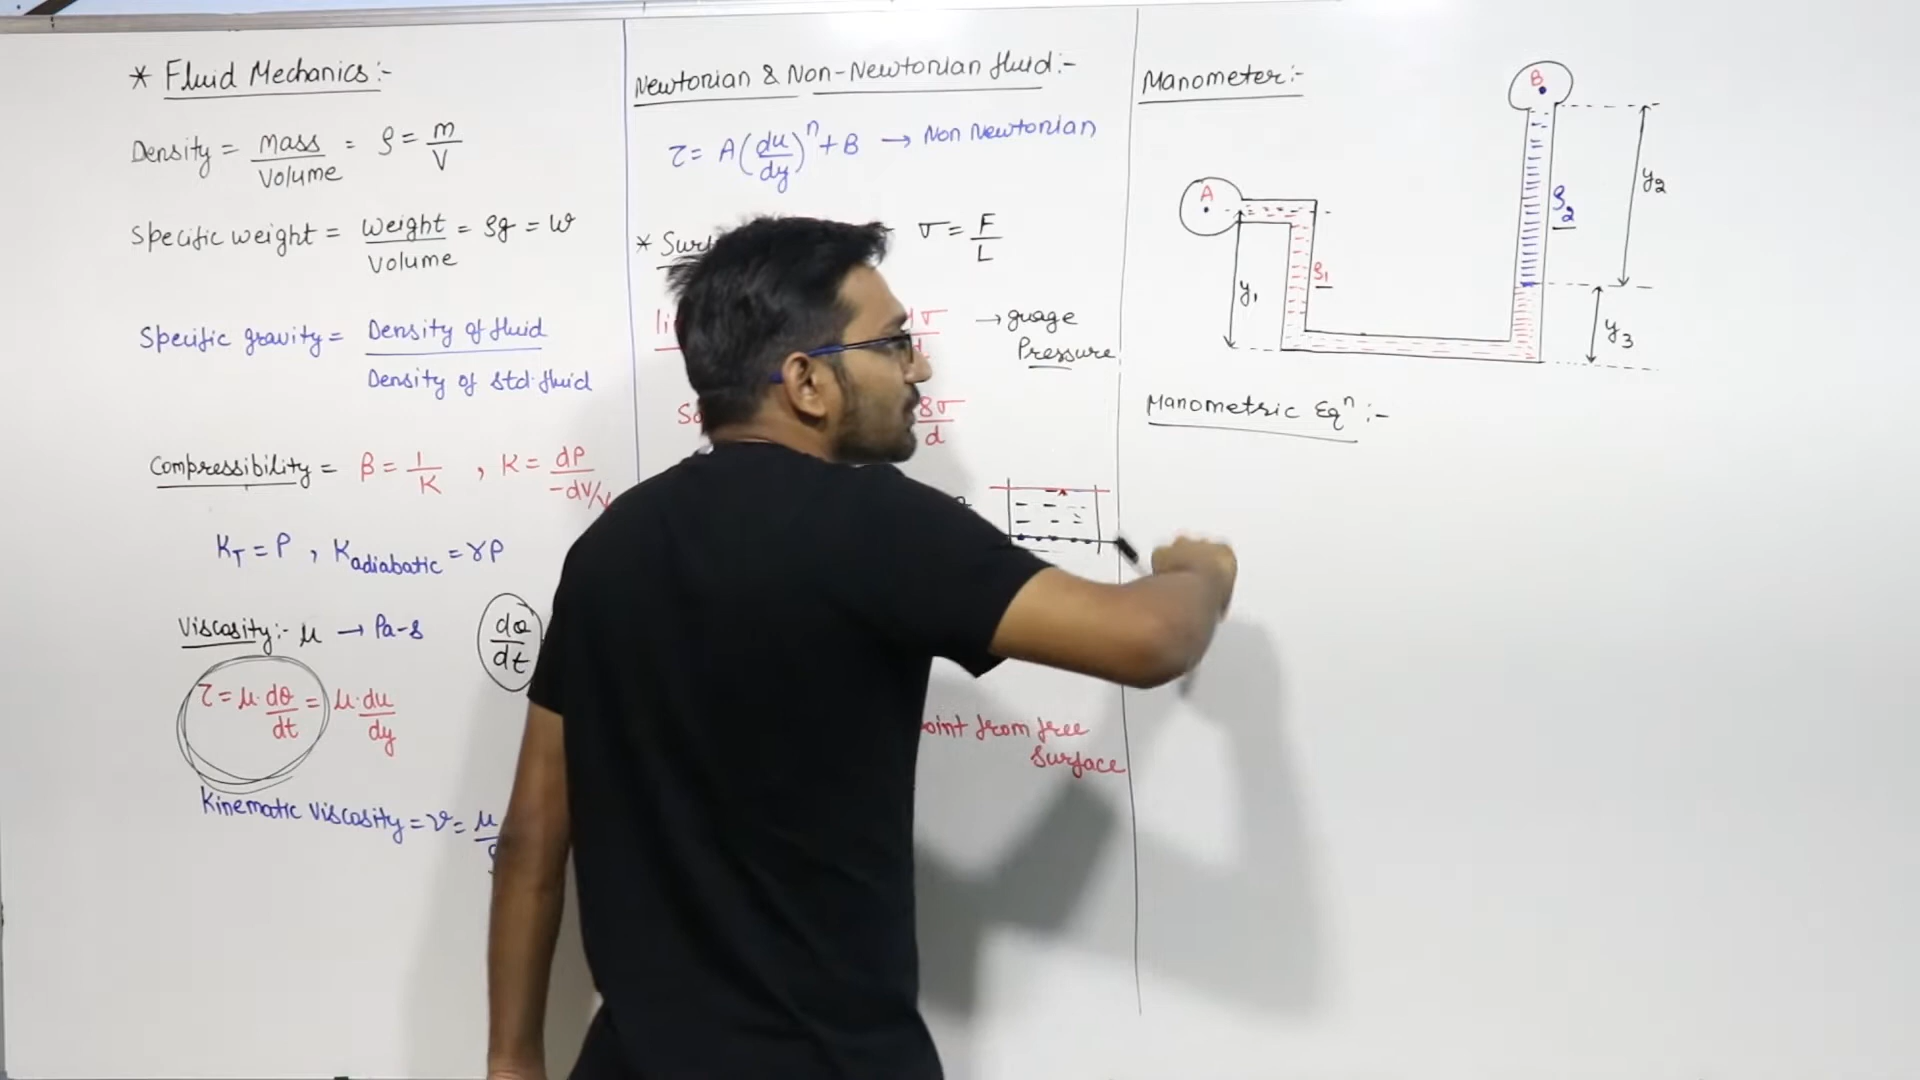 * Fluid Mechanics:-
Density = mass/Volume = ρ = m/V
Specific weight = weight/Volume = ρg = w
Specific gravity = Density of fluid/Density of std. fluid
Compressibility = β = 1/K , K = dP/-dV/V
K_T = P , K_adiabatic = γP
Viscosity:- μ → Pa-s
dθ/dt
τ = μ.dθ/dt = μ.du/dy
Kinematic Viscosity = ν = μ/ρ
Newtonian & Non-Newtonian fluid:-
τ = A(du/dy)^n + B → Non Newtonian
* Sur
σ = F/L
→ guage
Pressure
8σ/d
point from free
Surface
Manometer:-
B
A
y₁
ρ₁
ρ₂
y₂
y₃
Manometric Eqⁿ:-